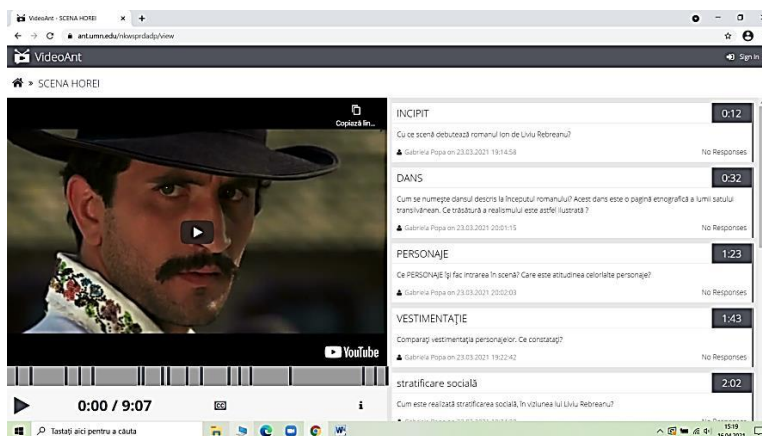 VideoAnt - SCENA HOREI
ant.umn.edu/nkwsprdadp/view
VideoAnt
Sign In
» SCENA HOREI
Copiază lin...
YouTube
0:00 / 9:07
CC
i
INCIPIT 0:12
Cu ce scenă debutează romanul Ion de Liviu Rebreanu?
Gabriela Popa on 23.03.2021 19:14:58 No Responses
DANS 0:32
Cum se numește dansul descris la începutul romanului? Acest dans este o pagină etnografică a lumii satului
transilvănean. Ce trăsătură a realismului este astfel ilustrată ?
Gabriela Popa on 23.03.2021 20:01:15 No Responses
PERSONAJE 1:23
Ce PERSONAJE își fac intrarea în scenă? Care este atitudinea celorlalte personaje?
Gabriela Popa on 23.03.2021 20:02:03 No Responses
VESTIMENTAȚIE 1:43
Comparați vestimentația personajelor. Ce constatați?
Gabriela Popa on 23.03.2021 19:22:42 No Responses
stratificare socială 2:02
Cum este realizată stratificarea socială, în viziunea lui Liviu Rebreanu?
Tastați aici pentru a căuta
15:19
16.04.2021